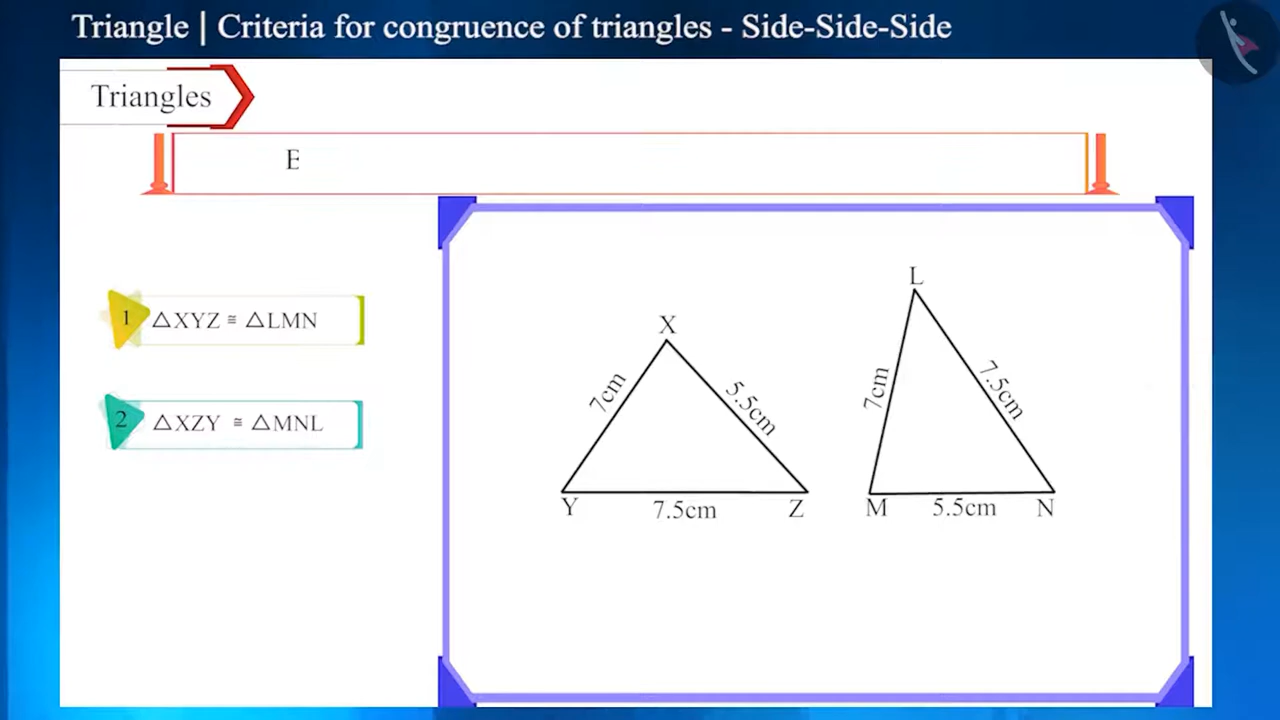 Triangle | Criteria for congruence of triangles - Side-Side-Side
Triangles
E
1 △XYZ ≅ △LMN
2 △XZY ≅ △MNL
X
7cm
5.5cm
Y
7.5cm
Z
L
7cm
7.5cm
M
5.5cm
N